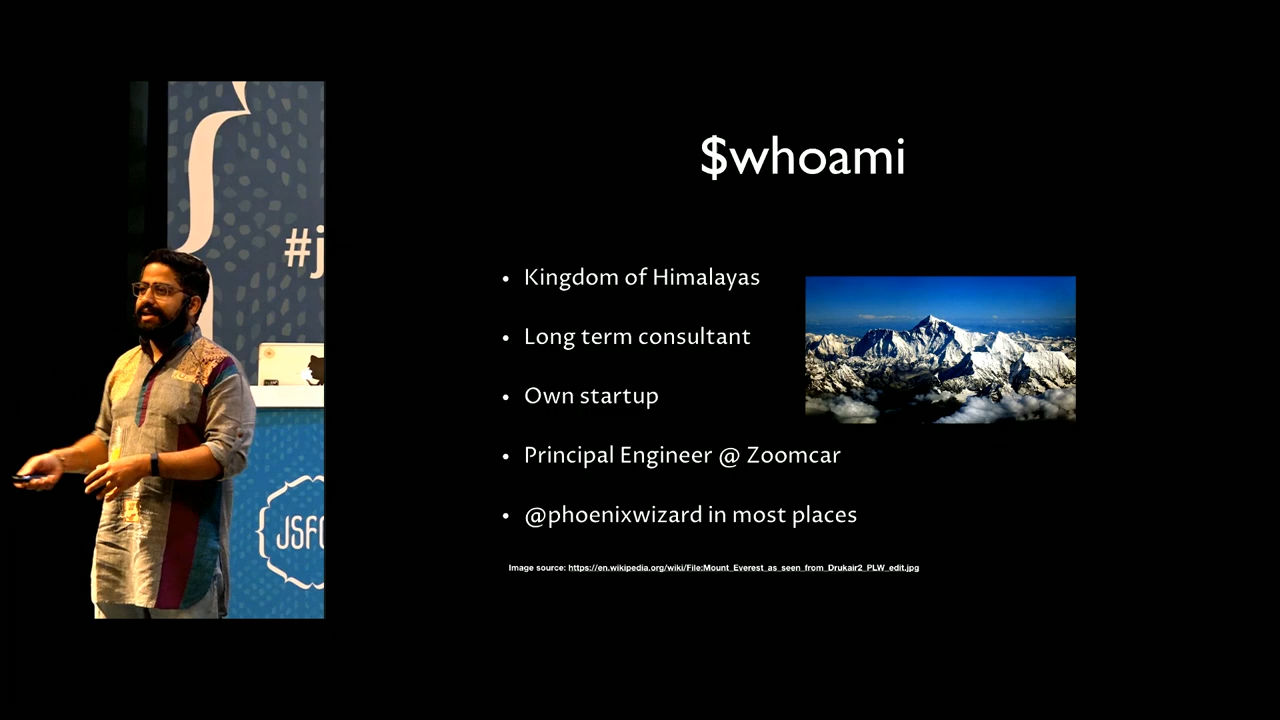 $whoami
#j
• Kingdom of Himalayas
• Long term consultant
• Own startup
• Principal Engineer @ Zoomcar
• @phoenixwizard in most places
JSFO
Image source: https://en.wikipedia.org/wiki/File:Mount_Everest_as_seen_from_Drukair2_PLW_edit.jpg